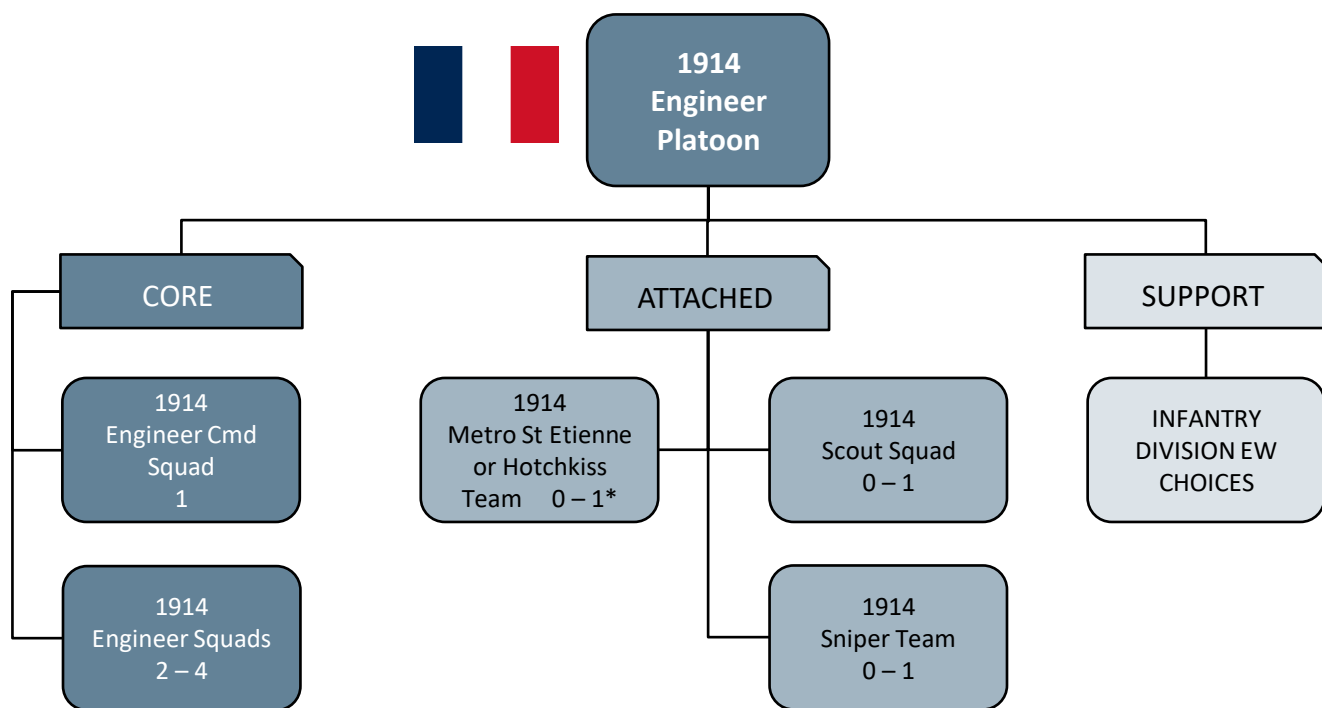 1914
Engineer
Platoon
CORE
ATTACHED
SUPPORT
1914
Engineer Cmd
Squad
1
1914
Metro St Etienne
or Hotchkiss
Team 0 – 1*
1914
Scout Squad
0 – 1
INFANTRY
DIVISION EW
CHOICES
1914
Engineer Squads
2 – 4
1914
Sniper Team
0 – 1